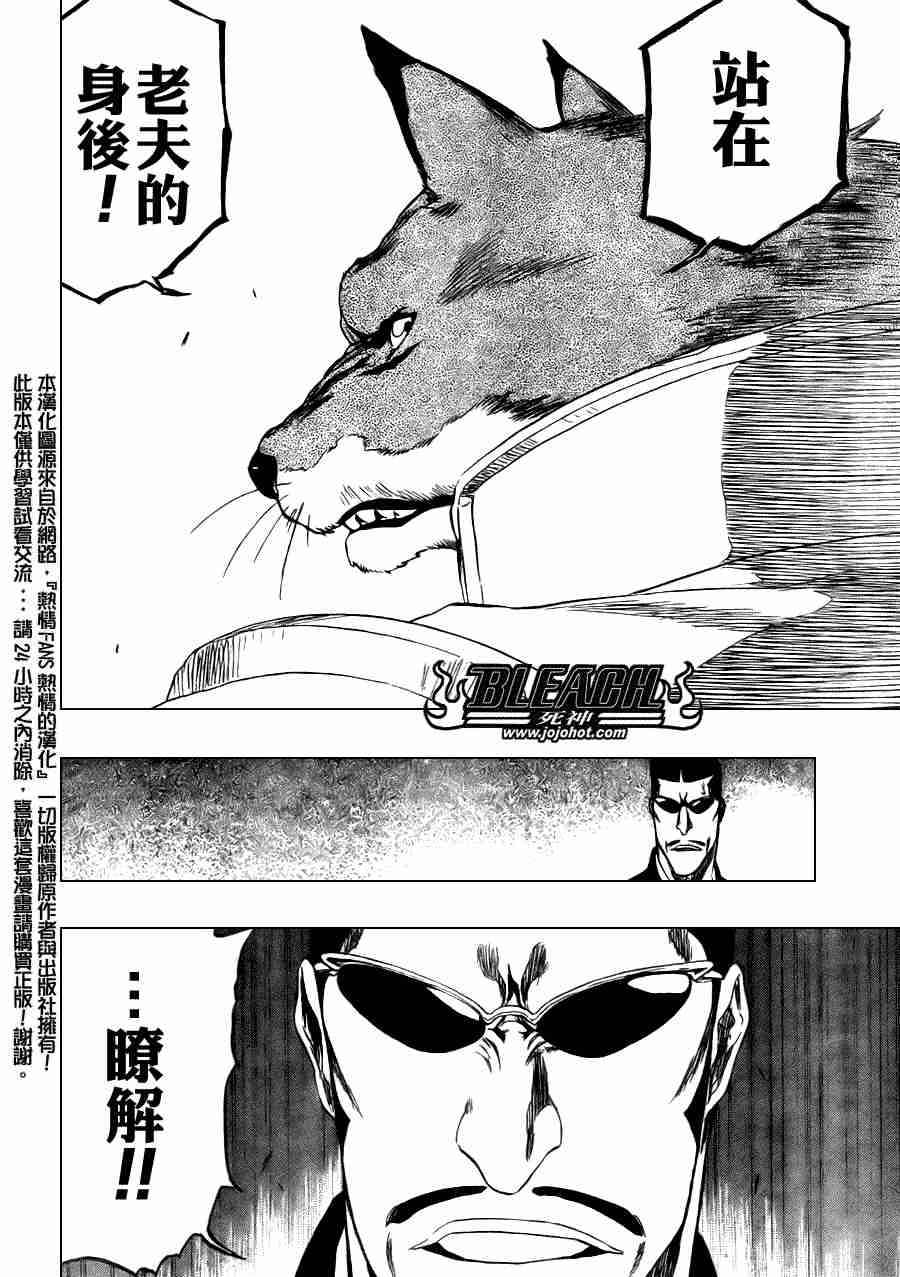 站在
老夫的
身後！
BLEACH
死神
www.jojohot.com
…瞭解!!
本漢化圖源來自於網路，『熱情FANS 熱情的漢化』一切版權歸原作者與出版社擁有！
此版本僅供學習試看交流…請24小時之內消除，喜歡這套漫畫請購買正版！謝謝。